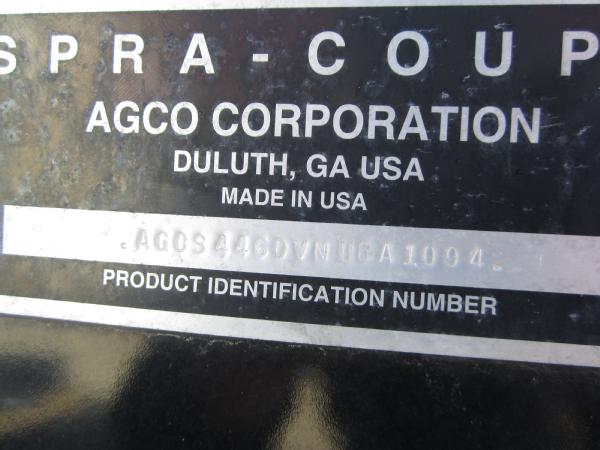 SPRA-COUP
AGCO CORPORATION
DULUTH, GA USA
MADE IN USA
PRODUCT IDENTIFICATION NUMBER